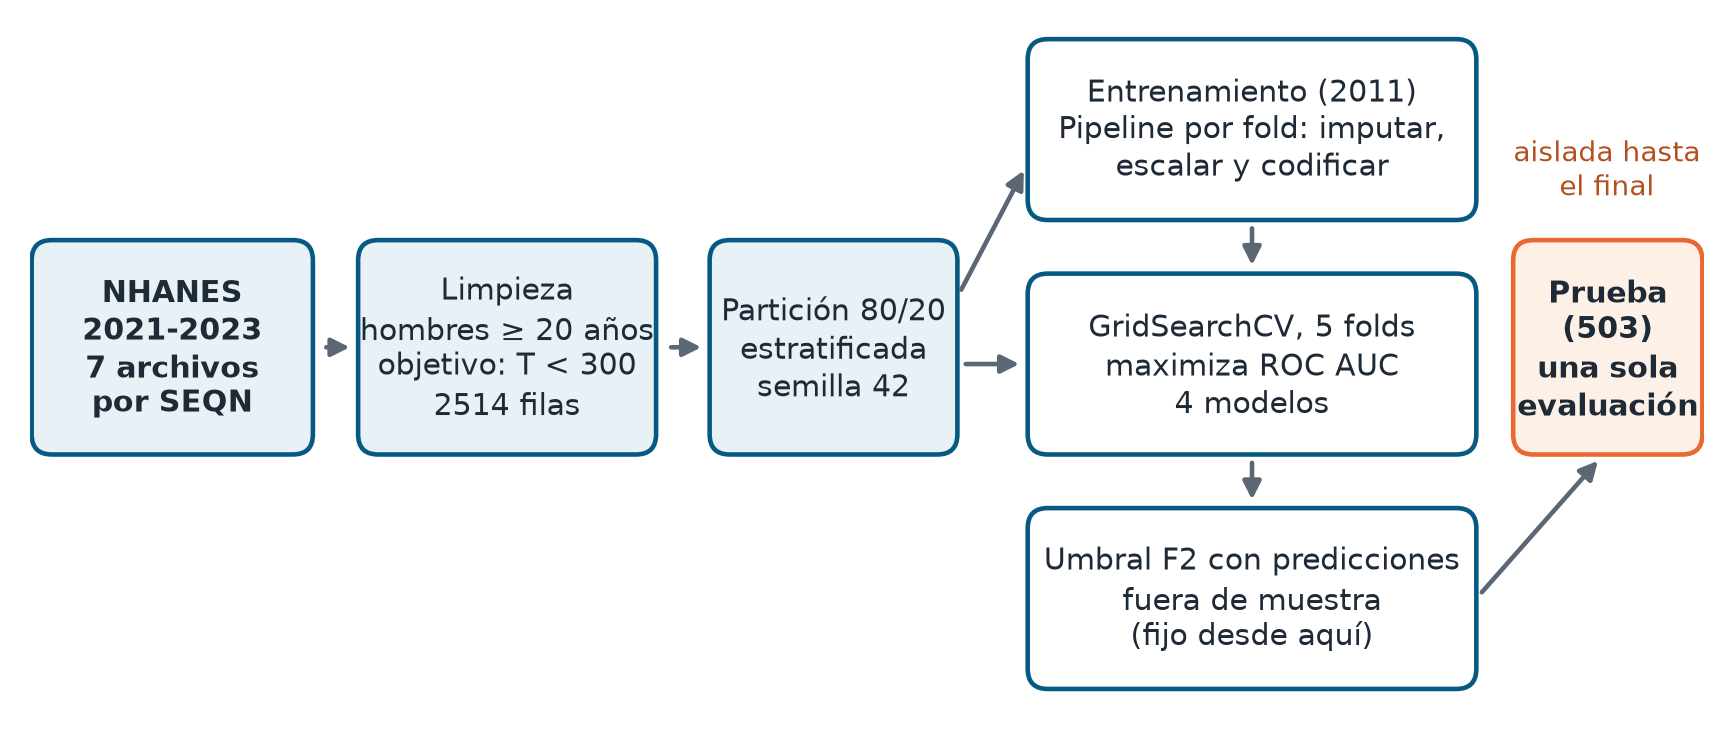 NHANES
2021-2023
7 archivos
por SEQN
Limpieza
hombres ≥ 20 años
objetivo: T < 300
2514 filas
Partición 80/20
estratificada
semilla 42
Entrenamiento (2011)
Pipeline por fold: imputar,
escalar y codificar
GridSearchCV, 5 folds
maximiza ROC AUC
4 modelos
Umbral F2 con predicciones
fuera de muestra
(fijo desde aquí)
aislada hasta
el final
Prueba
(503)
una sola
evaluación